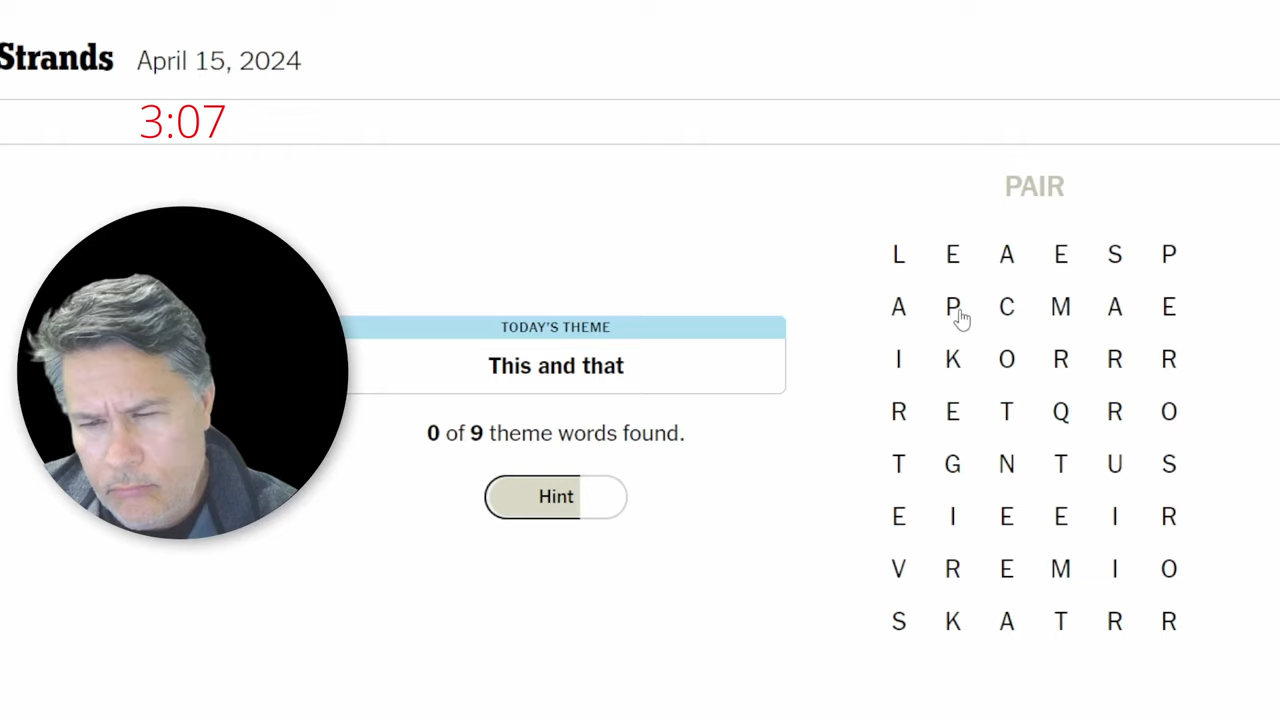 Strands April 15, 2024
3:07
PAIR
TODAY'S THEME
This and that
0 of 9 theme words found.
Hint
L E A E S P
A P C M A E
I K O R R R
R E T Q R O
T G N T U S
E I E E I R
V R E M I O
S K A T R R